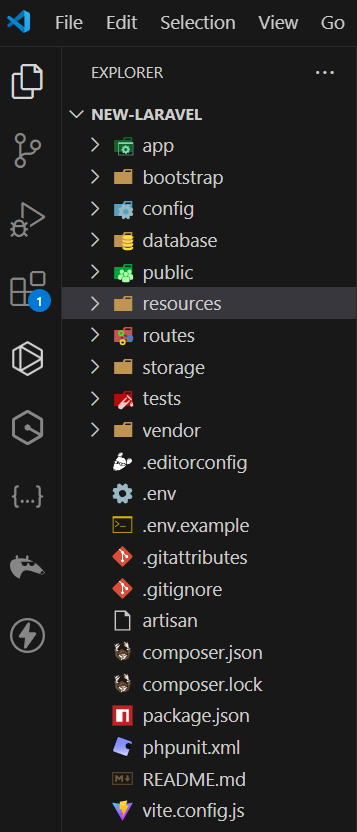 File Edit Selection View Go
EXPLORER
NEW-LARAVEL
app
bootstrap
config
database
public
resources
routes
storage
tests
vendor
.editorconfig
.env
.env.example
.gitattributes
.gitignore
artisan
composer.json
composer.lock
package.json
phpunit.xml
README.md
vite.config.js
1
{...}